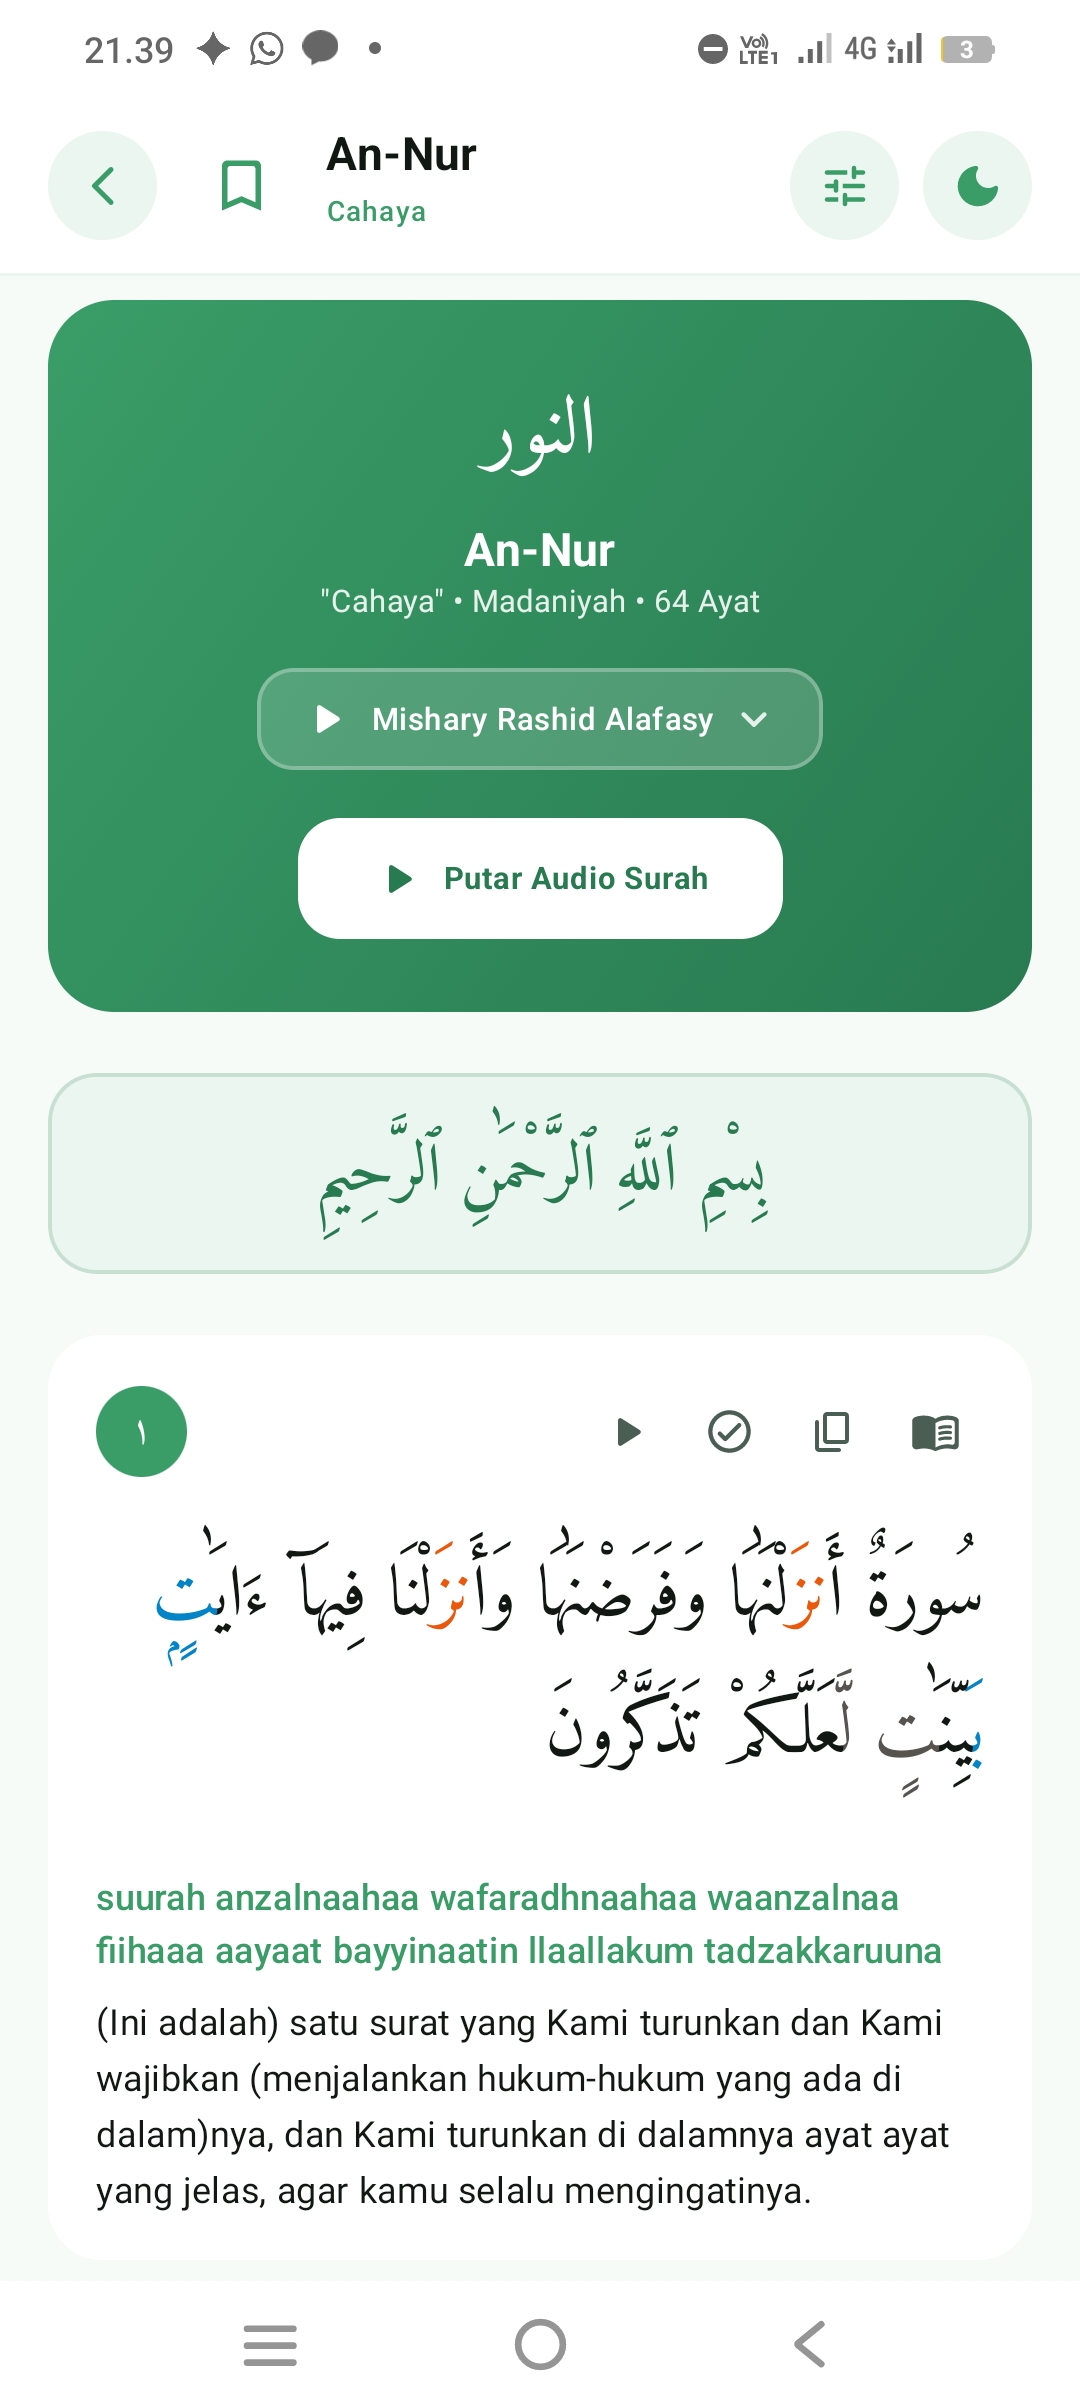 21.39
Vo)) LTE1 4G 3
An-Nur
Cahaya
النور
An-Nur
"Cahaya" • Madaniyah • 64 Ayat
Mishary Rashid Alafasy
Putar Audio Surah
بِسْمِ ٱللَّهِ ٱلرَّحْمَٰنِ ٱلرَّحِيمِ
١
سُورَةٌ أَنزَلْنَٰهَا وَفَرَضْنَٰهَا وَأَنزَلْنَا فِيهَآ ءَايَٰتٍۭ
بَيِّنَٰتٍ لَّعَلَّكُمْ تَذَكَّرُونَ
suurah anzalnaahaa wafaradhnaahaa waanzalnaa
fiihaaa aayaat bayyinaatin llaallakum tadzakkaruuna
(Ini adalah) satu surat yang Kami turunkan dan Kami
wajibkan (menjalankan hukum-hukum yang ada di
dalam)nya, dan Kami turunkan di dalamnya ayat ayat
yang jelas, agar kamu selalu mengingatinya.